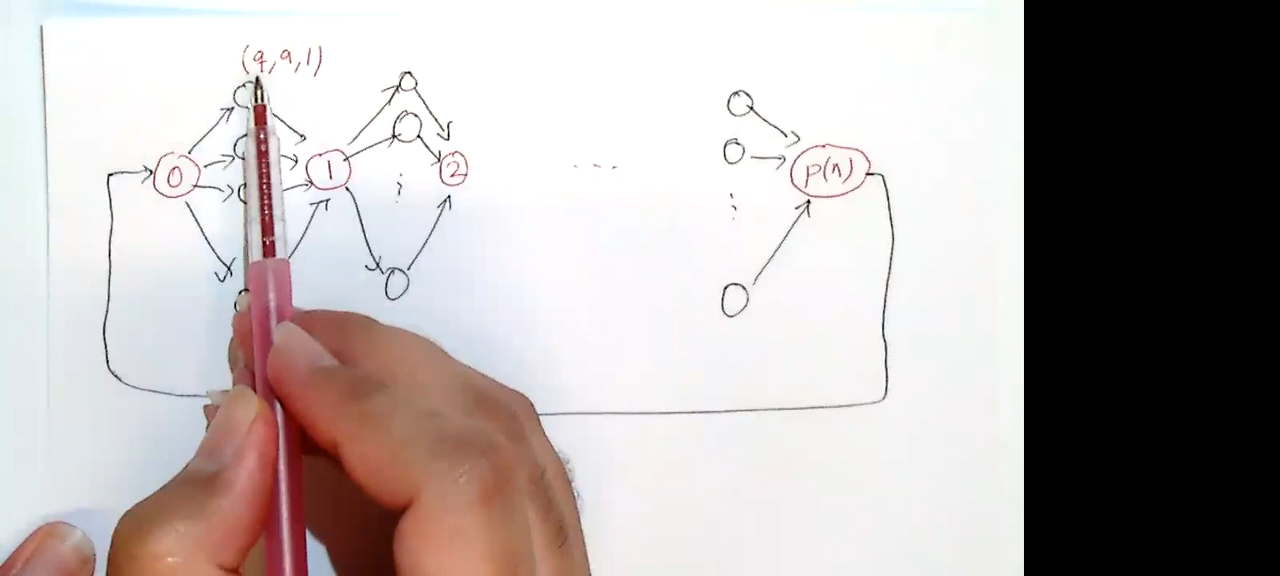 (q, a, 1)
0
1
2
...
p(n)